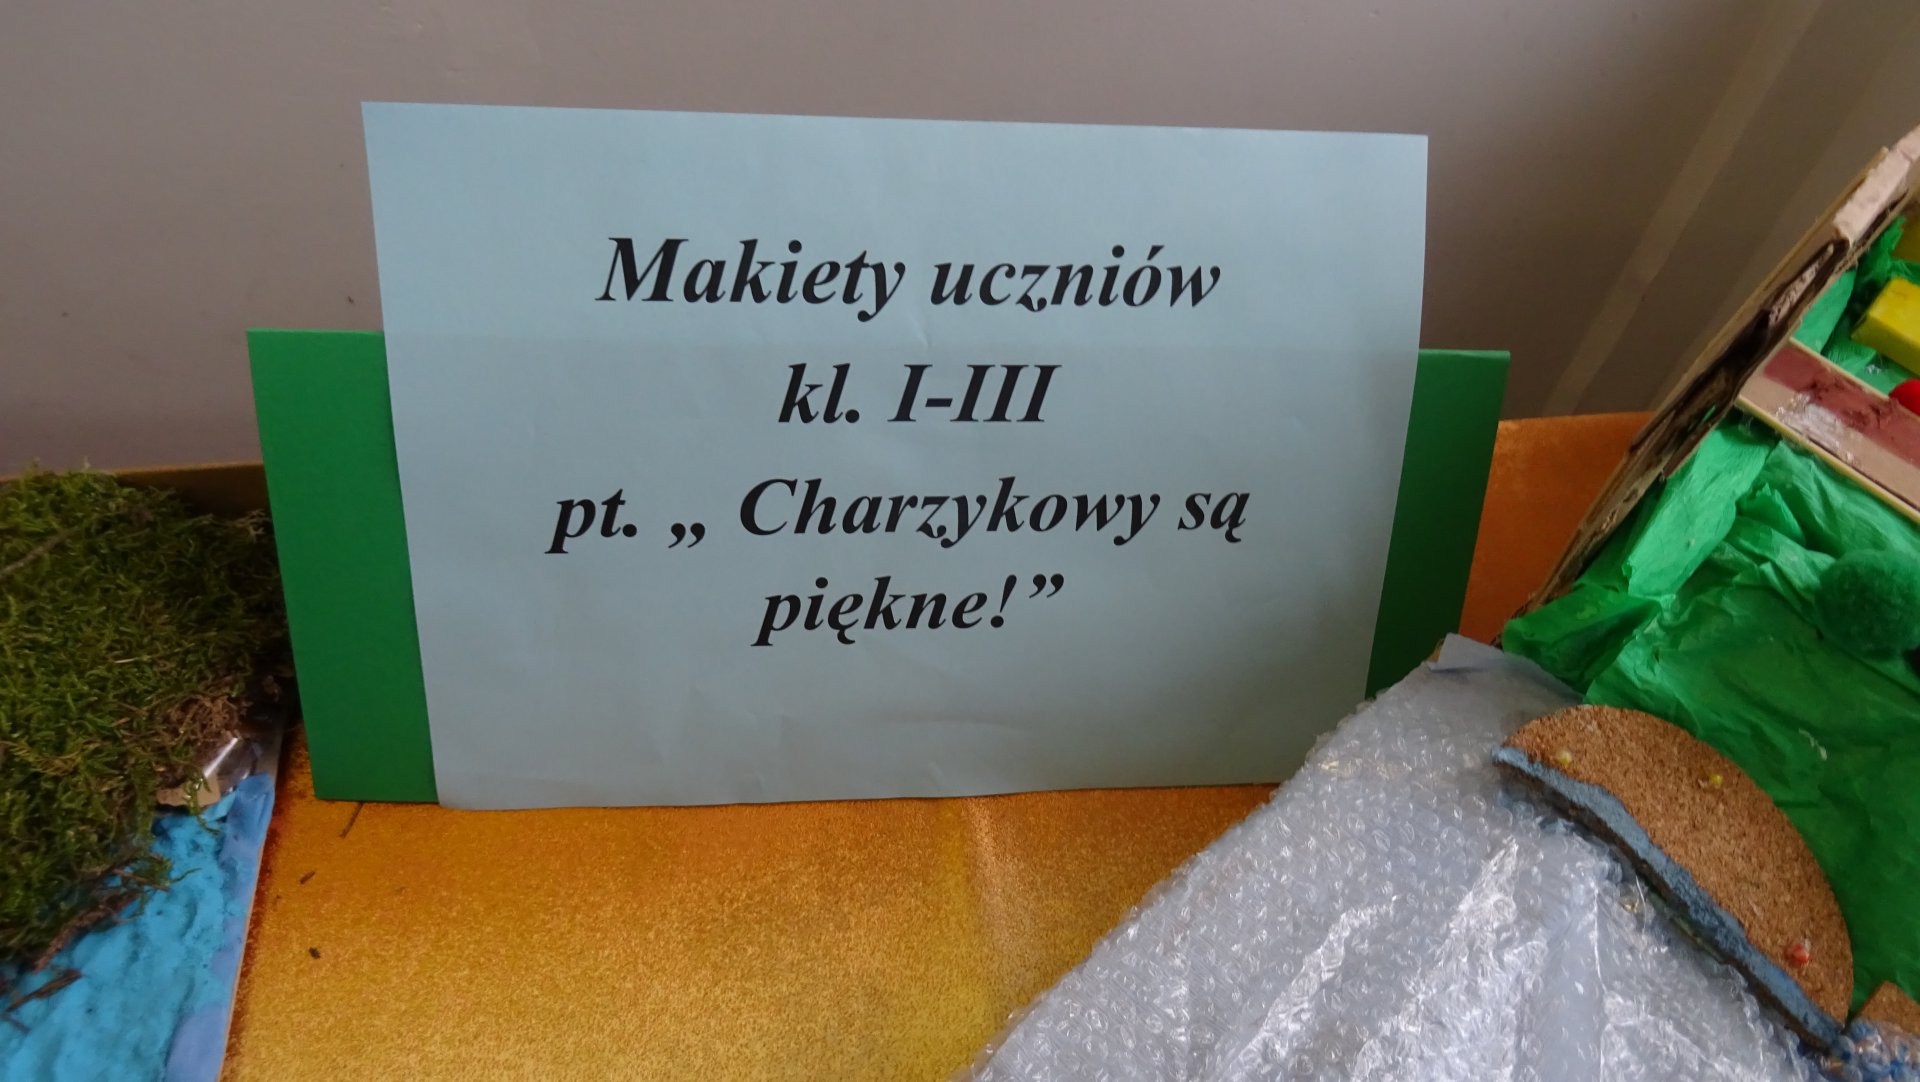 Makiety uczniów
kl. I-III
pt. „ Charzykowy są
piękne!”